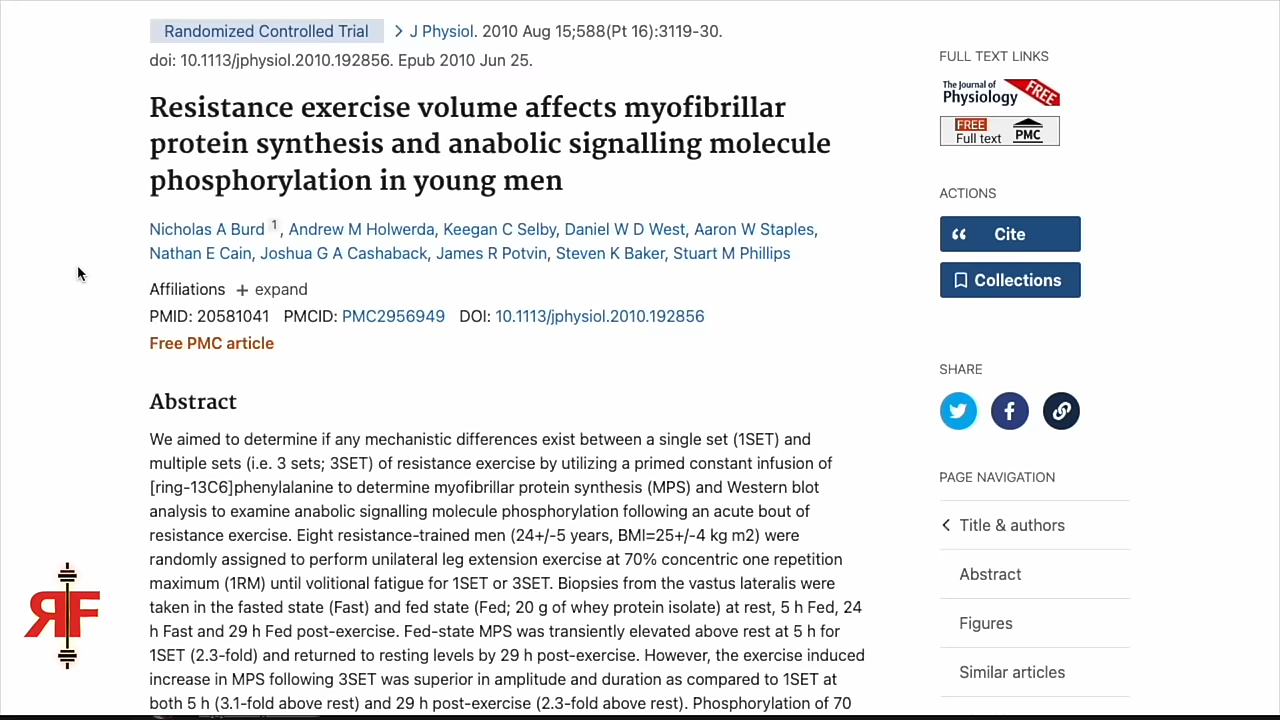 Randomized Controlled Trial > J Physiol. 2010 Aug 15;588(Pt 16):3119-30.
doi: 10.1113/jphysiol.2010.192856. Epub 2010 Jun 25.
Resistance exercise volume affects myofibrillar
protein synthesis and anabolic signalling molecule
phosphorylation in young men
Nicholas A Burd 1, Andrew M Holwerda, Keegan C Selby, Daniel W D West, Aaron W Staples,
Nathan E Cain, Joshua G A Cashaback, James R Potvin, Steven K Baker, Stuart M Phillips
Affiliations + expand
PMID: 20581041 PMCID: PMC2956949 DOI: 10.1113/jphysiol.2010.192856
Free PMC article
Abstract
We aimed to determine if any mechanistic differences exist between a single set (1SET) and
multiple sets (i.e. 3 sets; 3SET) of resistance exercise by utilizing a primed constant infusion of
[ring-13C6]phenylalanine to determine myofibrillar protein synthesis (MPS) and Western blot
analysis to examine anabolic signalling molecule phosphorylation following an acute bout of
resistance exercise. Eight resistance-trained men (24+/-5 years, BMI=25+/-4 kg m2) were
randomly assigned to perform unilateral leg extension exercise at 70% concentric one repetition
maximum (1RM) until volitional fatigue for 1SET or 3SET. Biopsies from the vastus lateralis were
taken in the fasted state (Fast) and fed state (Fed; 20 g of whey protein isolate) at rest, 5 h Fed, 24
h Fast and 29 h Fed post-exercise. Fed-state MPS was transiently elevated above rest at 5 h for
1SET (2.3-fold) and returned to resting levels by 29 h post-exercise. However, the exercise induced
increase in MPS following 3SET was superior in amplitude and duration as compared to 1SET at
both 5 h (3.1-fold above rest) and 29 h post-exercise (2.3-fold above rest). Phosphorylation of 70
FULL TEXT LINKS
The Journal of
Physiology FREE
FREE
Full text PMC
ACTIONS
Cite
Collections
SHARE
PAGE NAVIGATION
Title & authors
Abstract
Figures
Similar articles
RF